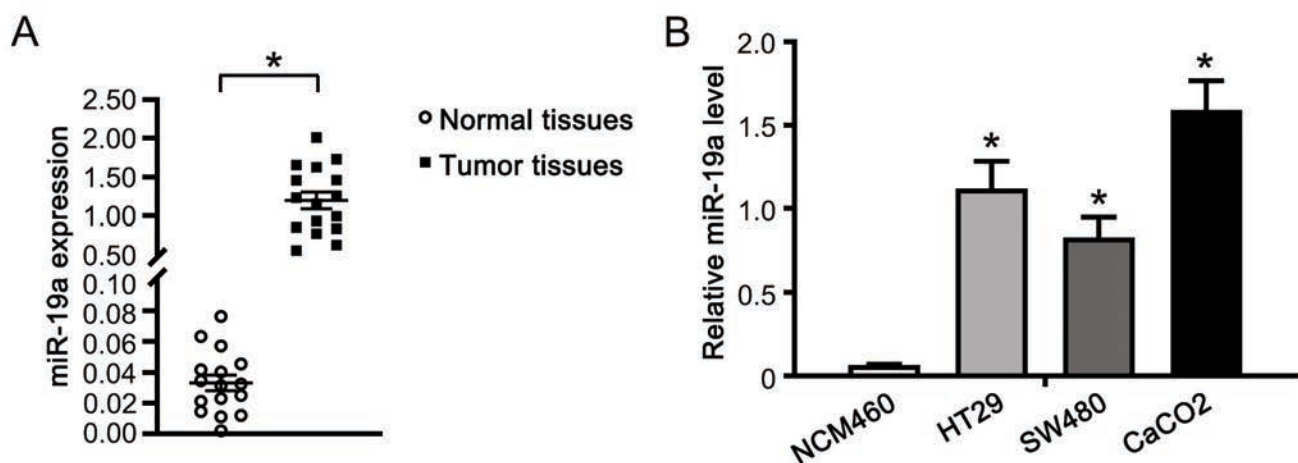 A
*
miR-19a expression
2.50
2.00
1.50
1.00
0.50
0.10
0.08
0.06
0.04
0.02
0.00
Normal tissues
Tumor tissues
B
Relative miR-19a level
2.0
1.5
1.0
0.5
0
*
*
*
NCM460
HT29
SW480
CaCO2